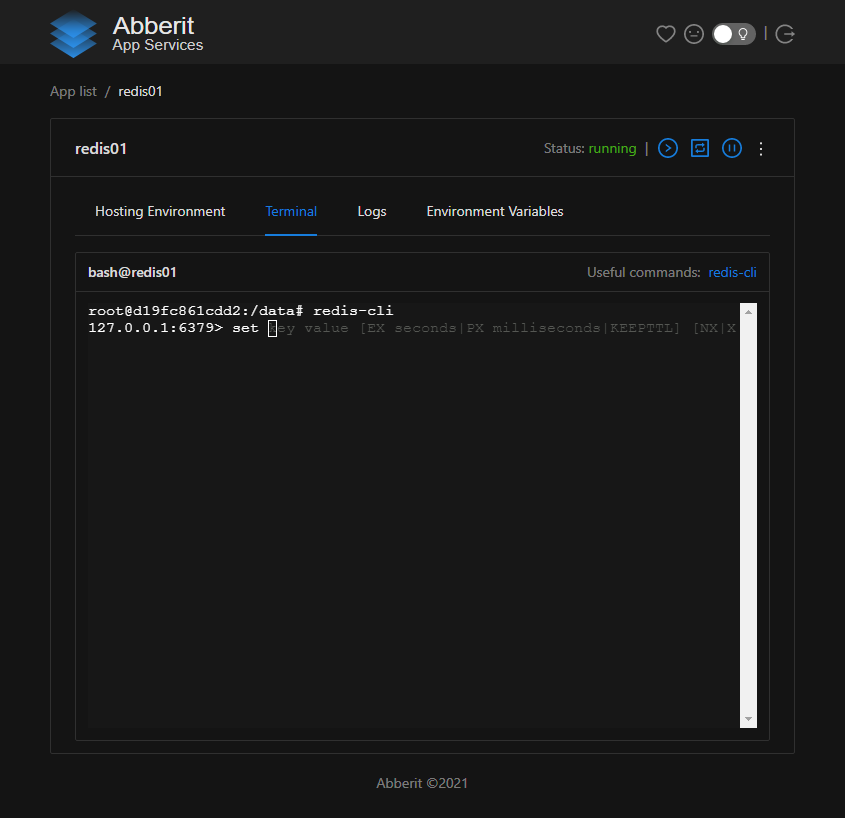 Abberit
App Services
App list / redis01
redis01
Status: running |
Hosting Environment Terminal Logs Environment Variables
bash@redis01 Useful commands: redis-cli
root@d19fc861cdd2:/data# redis-cli
127.0.0.1:6379> set key value [EX seconds|PX milliseconds|KEEPTTL] [NX|X
Abberit ©2021